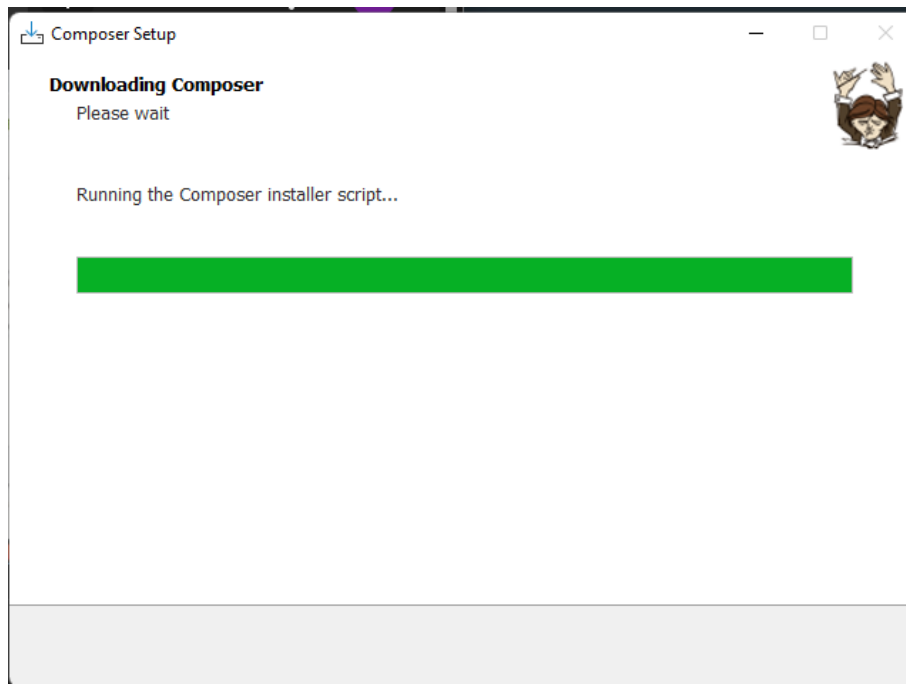 Composer Setup
Downloading Composer
Please wait
Running the Composer installer script...